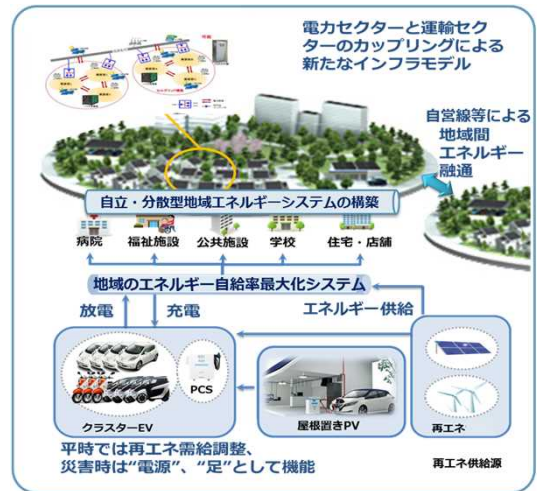 電力セクターと運輸セク
ターのカップリングによる
新たなインフラモデル
自営線等による
地域間
エネルギー
融通
自立・分散型地域エネルギーシステムの構築
病院 福祉施設 公共施設 学校 住宅・店舗
地域のエネルギー自給率最大化システム
放電 充電 エネルギー供給
PCS
クラスターEV
屋根置きPV
再エネ
平時では再エネ需給調整、
災害時は“電源”、“足”として機能
再エネ供給源